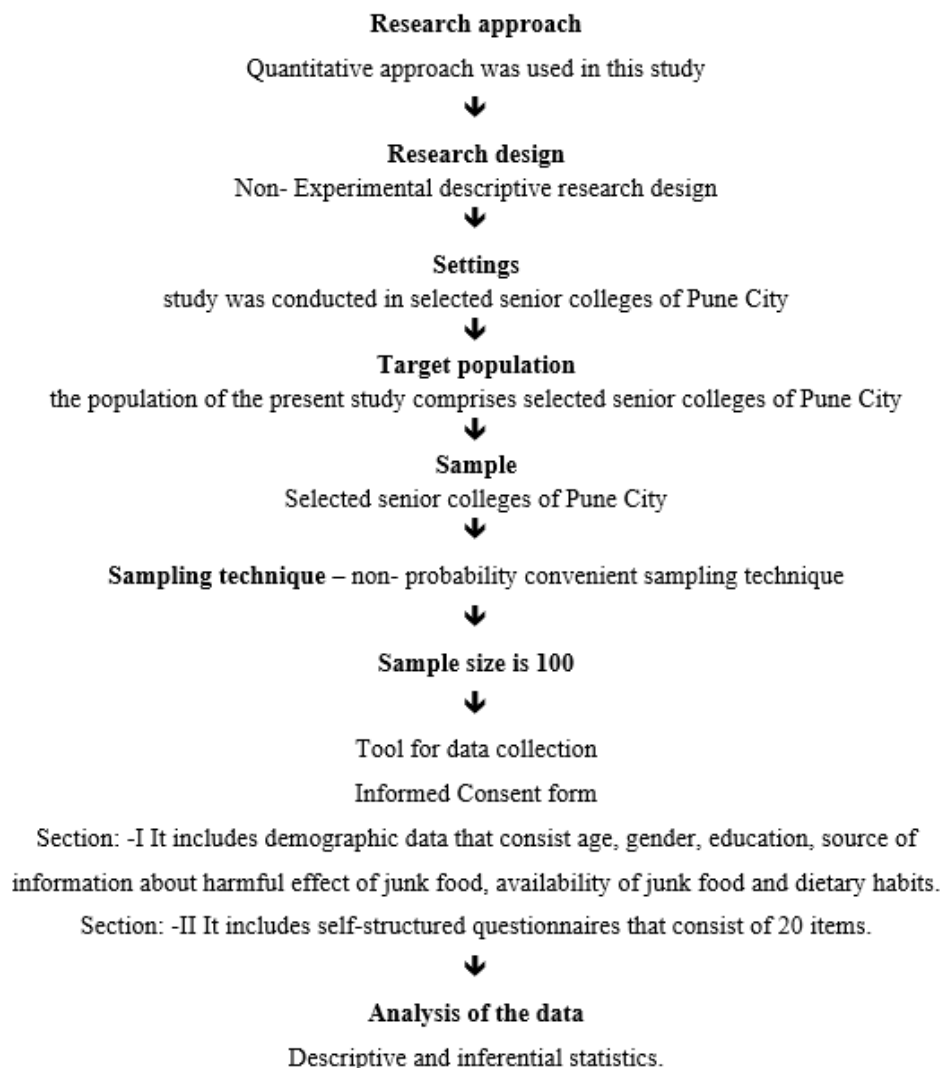 Research approach
Quantitative approach was used in this study
Research design
Non- Experimental descriptive research design
Settings
study was conducted in selected senior colleges of Pune City
Target population
the population of the present study comprises selected senior colleges of Pune City
Sample
Selected senior colleges of Pune City
Sampling technique – non- probability convenient sampling technique
Sample size is 100
Tool for data collection
Informed Consent form
Section: -I It includes demographic data that consist age, gender, education, source of
information about harmful effect of junk food, availability of junk food and dietary habits.
Section: -II It includes self-structured questionnaires that consist of 20 items.
Analysis of the data
Descriptive and inferential statistics.